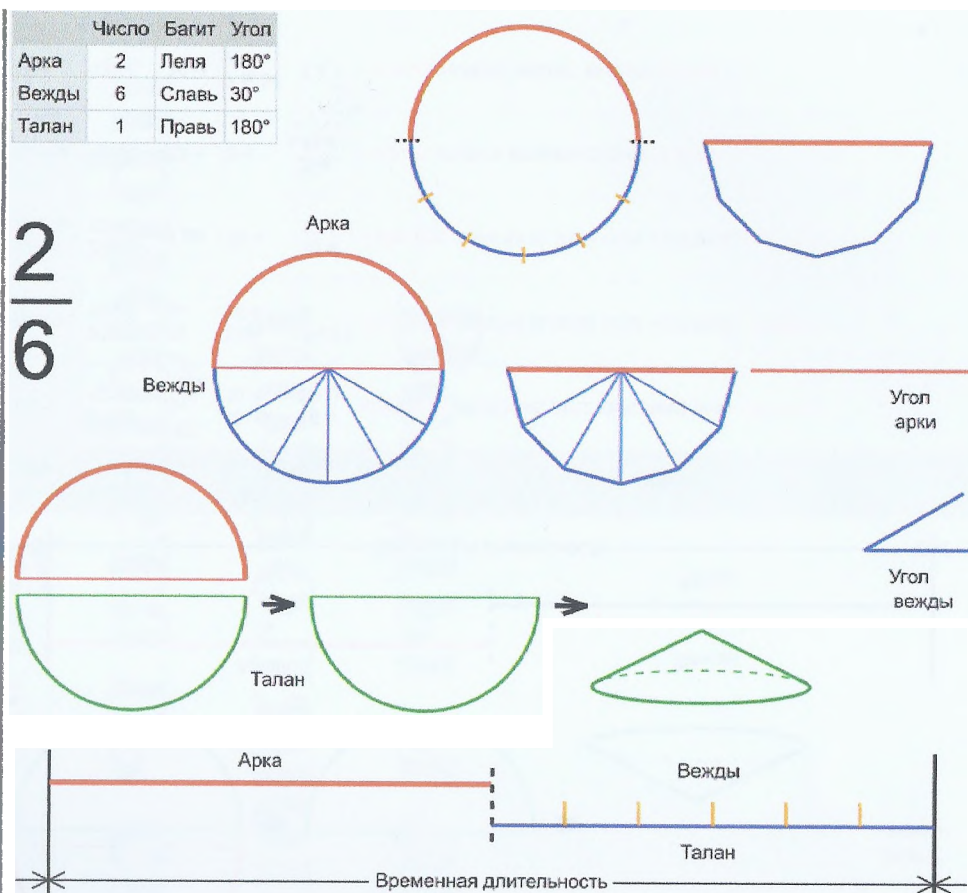 Число Багит Угол
Арка 2 Леля 180°
Вежды 6 Славь 30°
Талан 1 Правь 180°
2
6
Арка
Вежды
Угол
арки
Угол
вежды
Талан
Арка
Вежды
Талан
Временная длительность